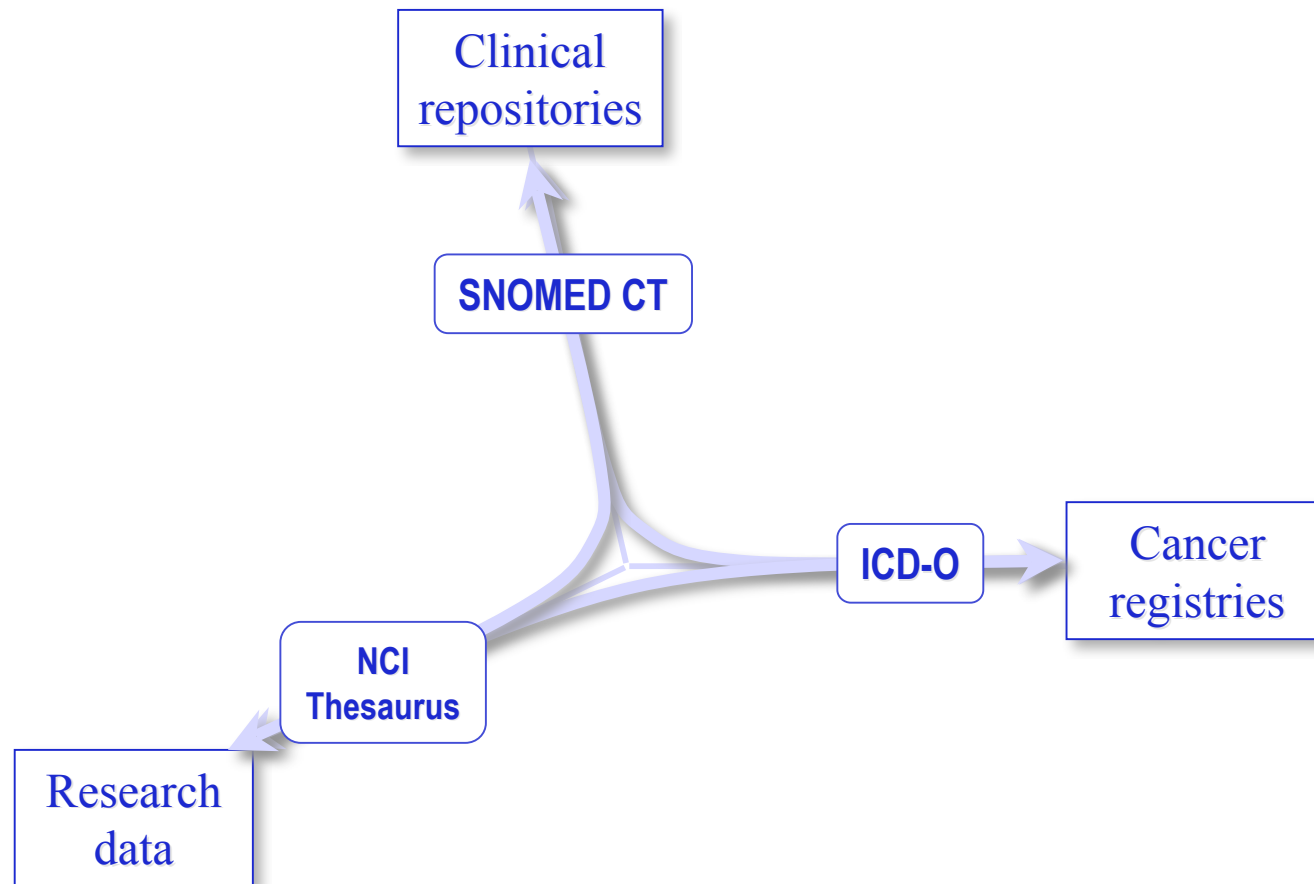 Clinical
repositories
SNOMED CT
ICD-O
Cancer
registries
NCI
Thesaurus
Research
data